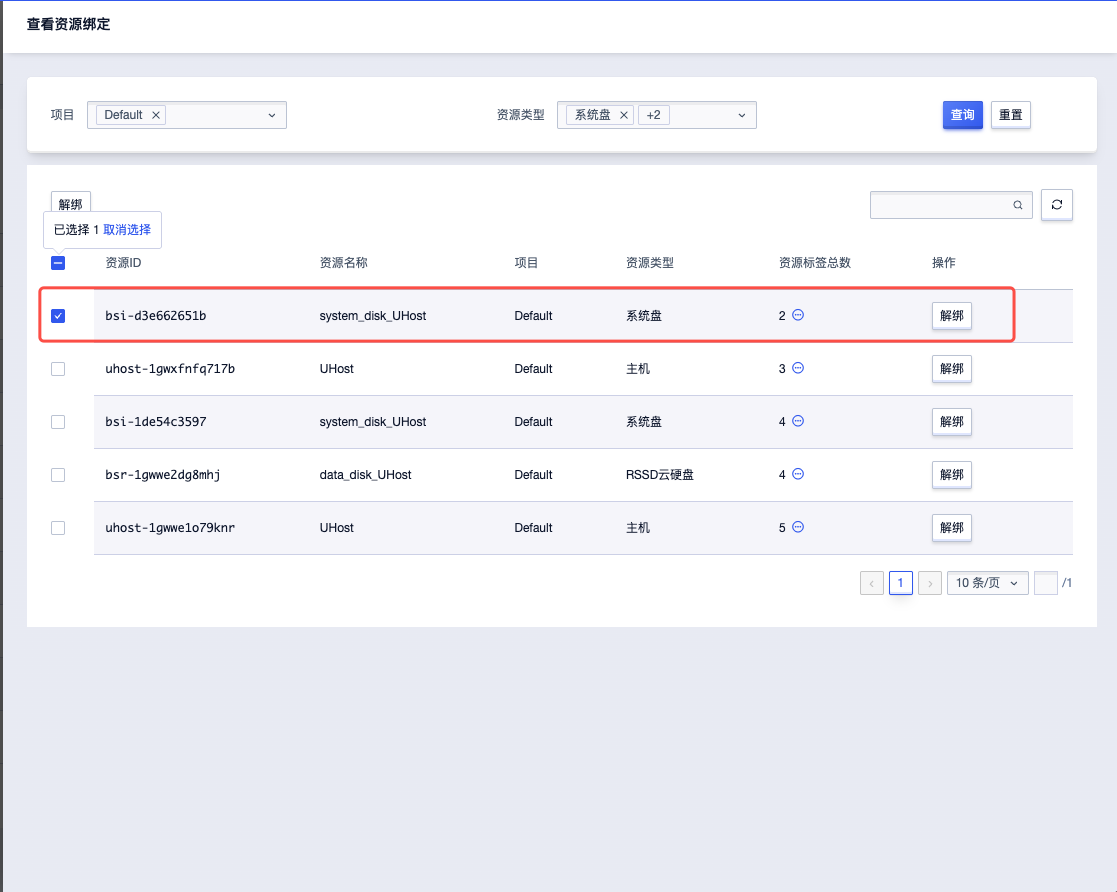 查看资源绑定
项目 Default 资源类型 系统盘 +2 查询 重置
解绑
已选择 1 取消选择
资源ID 资源名称 项目 资源类型 资源标签总数 操作
bsi-d3e662651b system_disk_UHost Default 系统盘 2 解绑
uhost-1gwxfnfq717b UHost Default 主机 3 解绑
bsi-1de54c3597 system_disk_UHost Default 系统盘 4 解绑
bsr-1gwwe2dg8mhj data_disk_UHost Default RSSD云硬盘 4 解绑
uhost-1gwwe1o79knr UHost Default 主机 5 解绑
1 10 条/页 /1